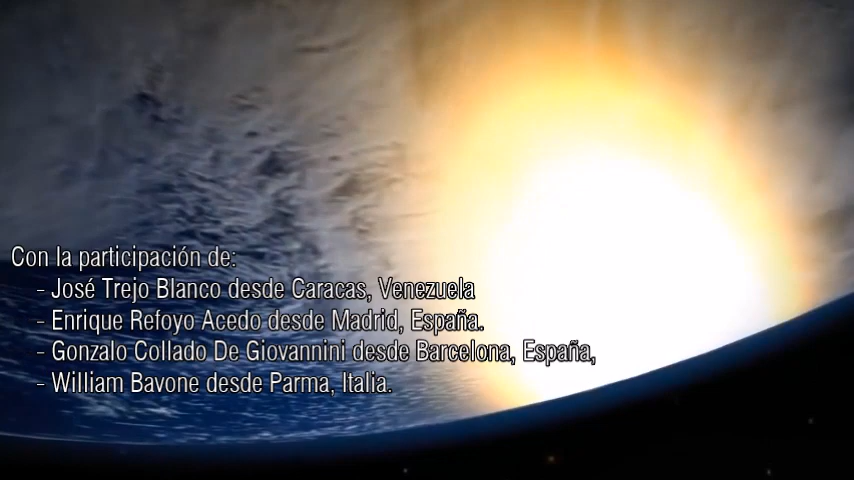 Con la participación de:
- José Trejo Blanco desde Caracas, Venezuela
- Enrique Refoyo Acedo desde Madrid, España.
- Gonzalo Collado De Giovannini desde Barcelona, España,
- William Bavone desde Parma, Italia.